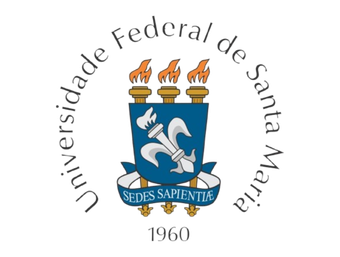 Universidade Federal de Santa Maria
SEDES SAPIENTIÆ
1960